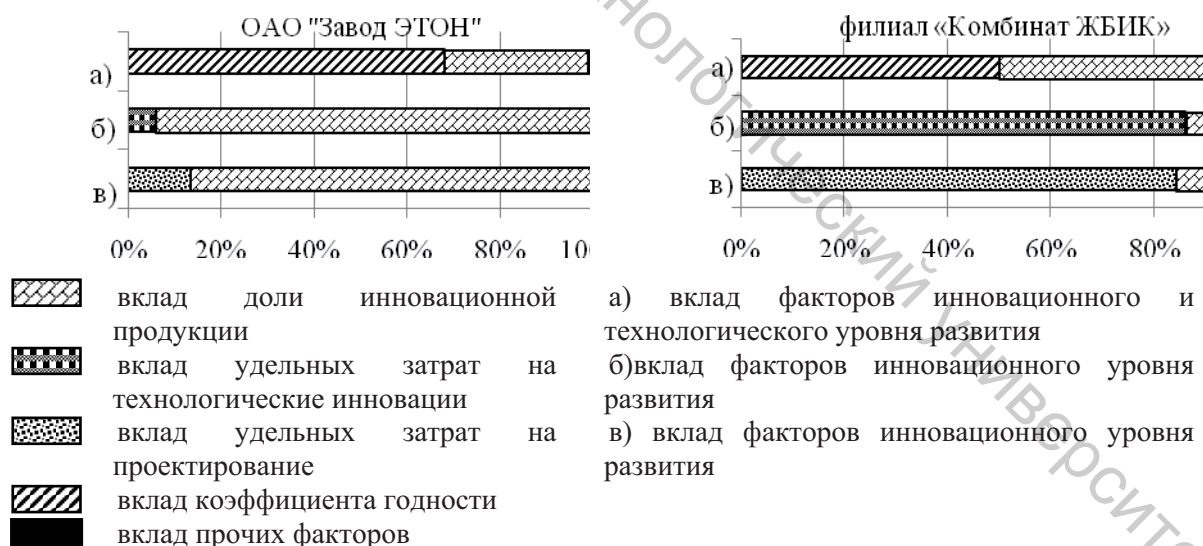 ОАО "Завод ЭТОН"
а)
б)
в)
0% 20% 40% 60% 80% 10
филиал «Комбинат ЖБИК»
а)
б)
в)
0% 20% 40% 60% 80%
вклад доли инновационной
продукции
вклад удельных затрат на
технологические инновации
вклад удельных затрат на
проектирование
вклад коэффициента годности
вклад прочих факторов
а) вклад факторов инновационного и
технологического уровня развития
б)вклад факторов инновационного уровня
развития
в) вклад факторов инновационного уровня
развития